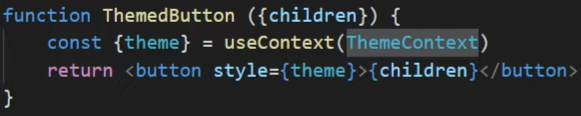 function ThemedButton ({children}) {
const {theme} = useContext(ThemeContext)
return <button style={theme}>{children}</button>
}